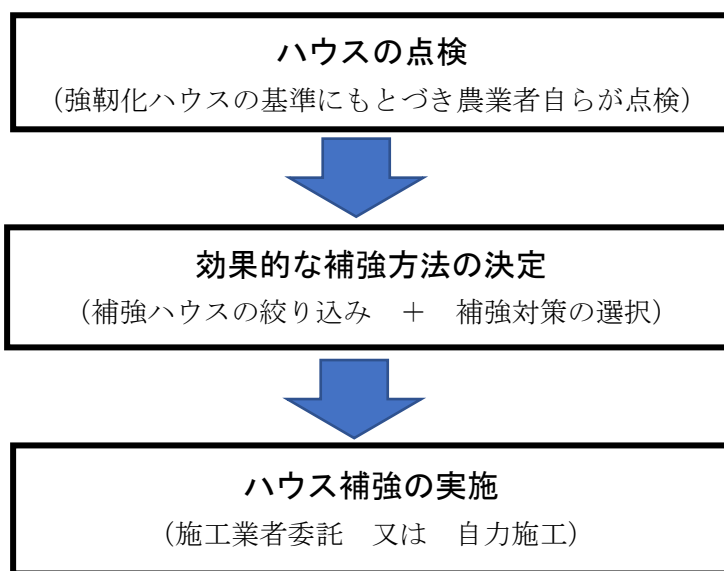 ハウスの点検
（強靭化ハウスの基準にもとづき農業者自らが点検）
効果的な補強方法の決定
（補強ハウスの絞り込み　＋　補強対策の選択）
ハウス補強の実施
（施工業者委託　又は　自力施工）